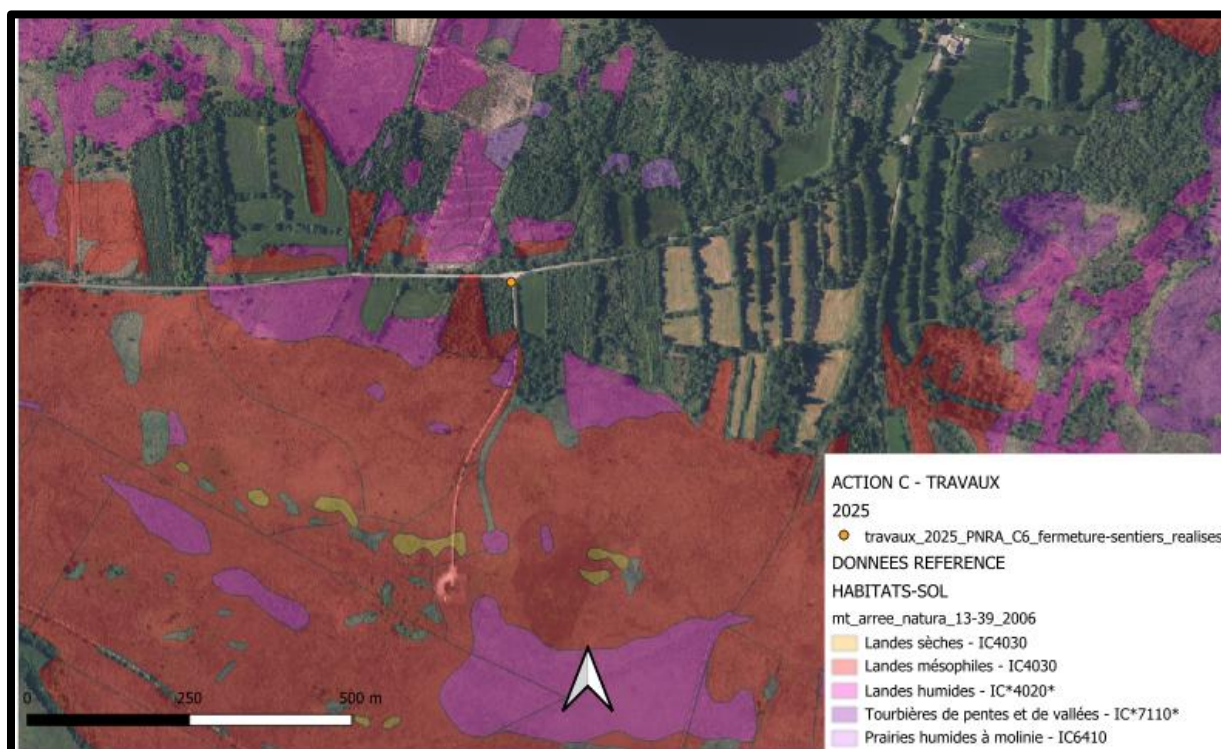 ACTION C - TRAVAUX
2025
travaux_2025_PNRA_C6_fermeture-sentiers_realises
DONNEES REFERENCE
HABITATS-SOL
mt_arree_natura_13-39_2006
Landes sèches - IC4030
Landes mésophiles - IC4030
Landes humides - IC*4020*
Tourbières de pentes et de vallées - IC*7110*
Prairies humides à molinie - IC6410
0 250 500 m